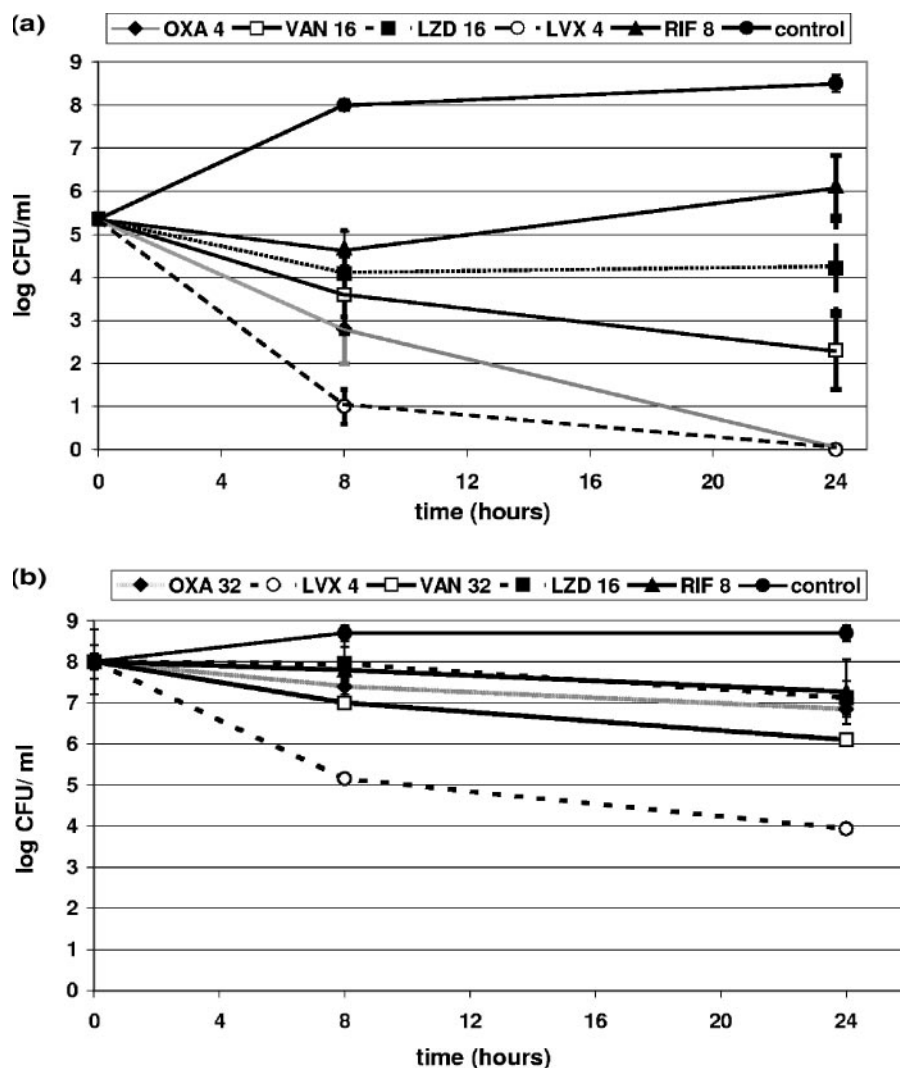 (a)
OXA 4 VAN 16 LZD 16 LVX 4 RIF 8 control
9
8
7
6
5
4
3
2
1
0
log CFU/ml
0 4 8 12 16 20 24
time (hours)
(b)
OXA 32 LVX 4 VAN 32 LZD 16 RIF 8 control
9
8
7
6
5
4
3
2
1
0
log CFU/ ml
0 4 8 12 16 20 24
time (hours)